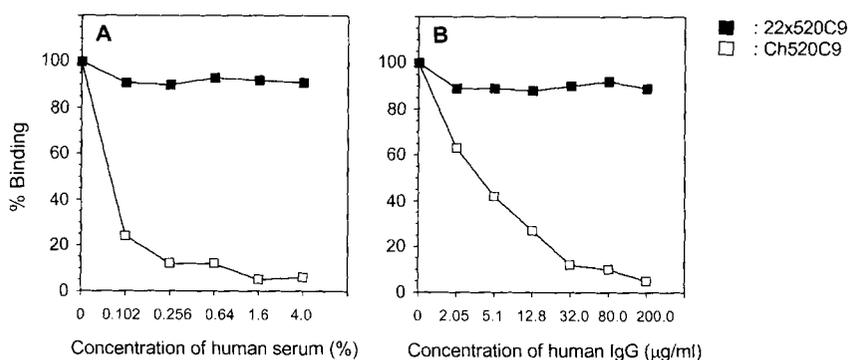 A
% Binding
100
80
60
40
20
0
0 0.102 0.256 0.64 1.6 4.0
Concentration of human serum (%)
B
100
80
60
40
20
0
0 2.05 5.1 12.8 32.0 80.0 200.0
Concentration of human IgG (µg/ml)
: 22x520C9
: Ch520C9